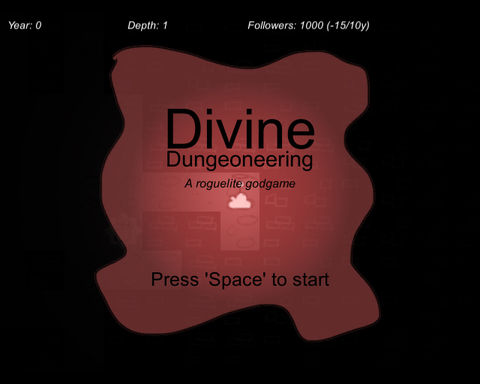 Year: 0 Depth: 1 Followers: 1000 (-15/10y)
Divine
Dungeoneering
A roguelite godgame
Press 'Space' to start